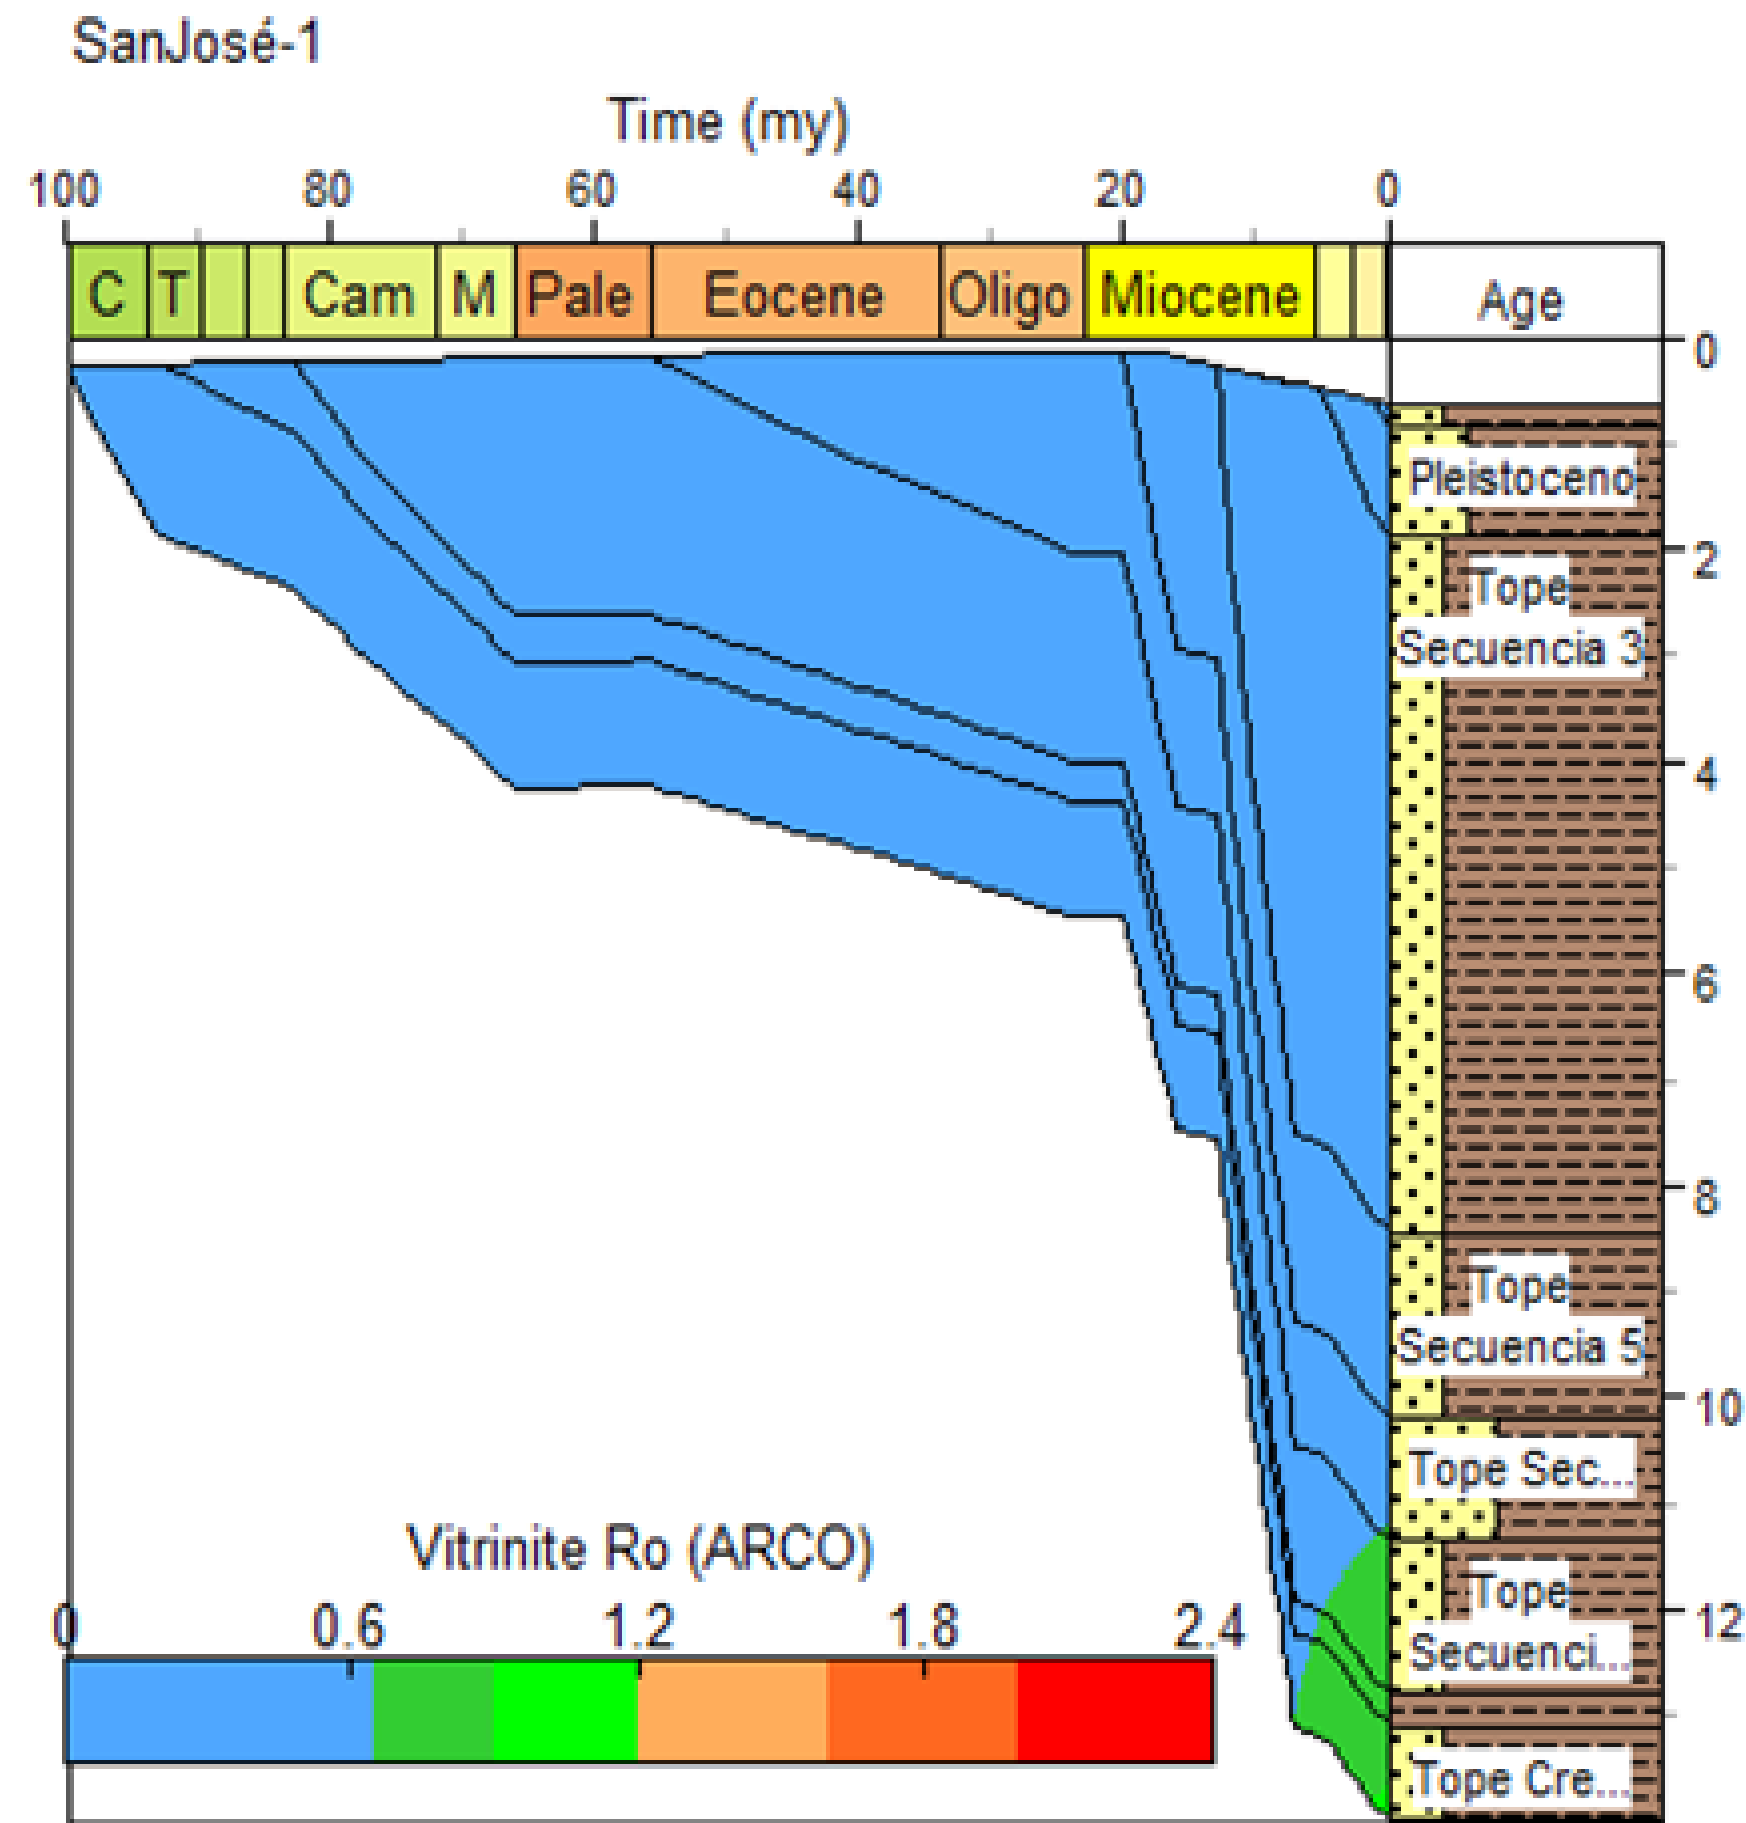 SanJosé-1
Time (my)
100 80 60 40 20 0
C T Cam M Pale Eocene Oligo Miocene Age
0
Pleistoceno
2
Tope
Secuencia 3
4
6
8
Tope
Secuencia 5
10
Tope Sec...
Vitrinite Ro (ARCO)
0 0.6 1.2 1.8 2.4
Tope
12
Secuenci...
Tope Cre...